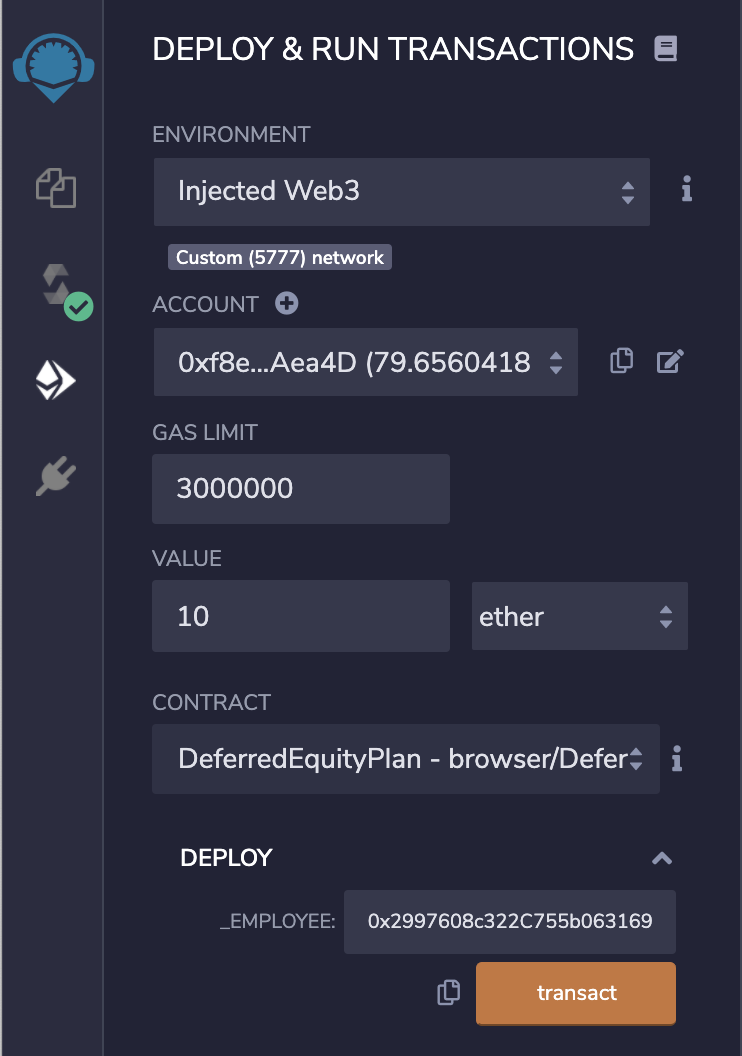 DEPLOY & RUN TRANSACTIONS
ENVIRONMENT
Injected Web3
Custom (5777) network
ACCOUNT
0xf8e...Aea4D (79.6560418
GAS LIMIT
3000000
VALUE
10 ether
CONTRACT
DeferredEquityPlan - browser/Defer
DEPLOY
_EMPLOYEE: 0x2997608c322C755b063169
transact